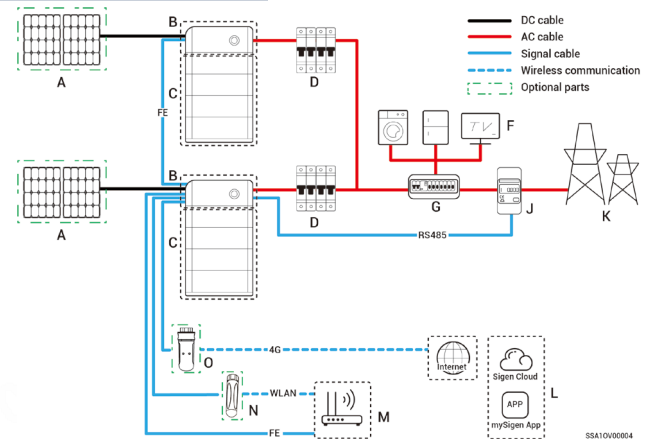 DC cable
AC cable
Signal cable
Wireless communication
Optional parts
B
A
C
D
FE
F
TV
B
A
C
D
G
J
K
RS485
O
4G
Internet
Sigen Cloud
L
APP
mySigen App
N
WLAN
M
FE
SSA1OV00004